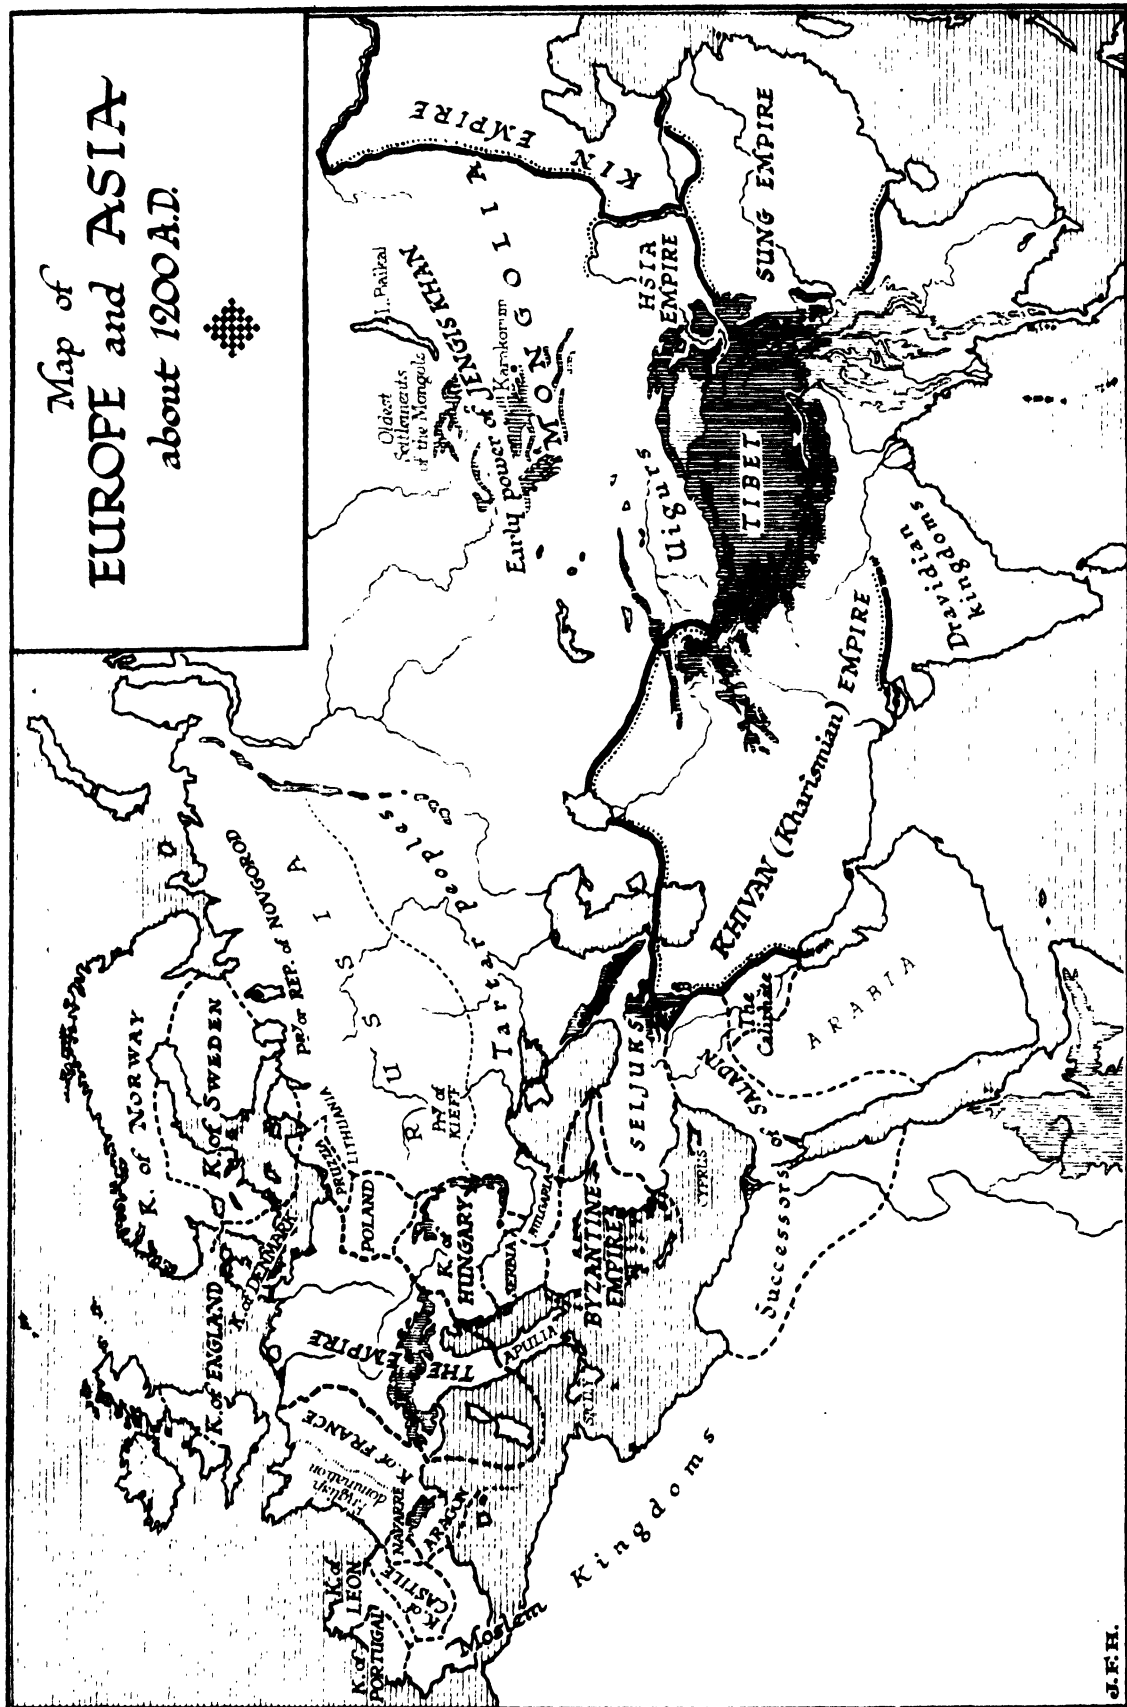 Map of
EUROPE and ASIA
about 1200 A.D.
K. of NORWAY
K. of SWEDEN
K. of DENMARK
K. of ENGLAND
PRY or REP. of NOVGOROD
RUSSIA
PRUZZIA
LITHUANIA
POLAND
Pry of
KIEFF
Tartar peoples
THE EMPIRE
K. of FRANCE
English
domination
K. of
HUNGARY
SERBIA
BULGARIA
APULIA
SICILY
BYZANTINE
EMPIRE
NAVARRE
ARAGON
K. of
CASTILE
K. of
LEON
K. of
PORTUGAL
Moslem Kingdoms
SELJUKS
CYPRUS
Successors of SALADIN
The
Caliphate
ARABIA
KHIVAN (Kharismian) EMPIRE
Oldest
Settlements
of the Mongols
L. Baikal
Early power of JENGIS KHAN
Karakorum
MONGOLIA
Uigurs
TIBET
HSIA
EMPIRE
KIN EMPIRE
SUNG EMPIRE
Dravidian
kingdoms
J.F.H.